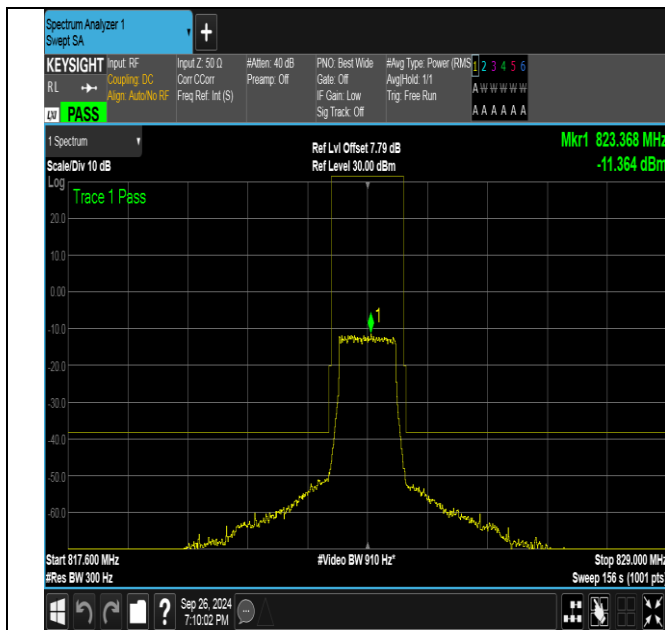 Spectrum Analyzer 1
Swept SA
+
KEYSIGHT
RL
LXI PASS
Input: RF
Coupling: DC
Align: Auto/No RF
Input Z: 50 Ω
Corr CCorr
Freq Ref: Int (S)
#Atten: 40 dB
Preamp: Off
PNO: Best Wide
Gate: Off
IF Gain: Low
Sig Track: Off
#Avg Type: Power (RMS
Avg|Hold: 1/1
Trig: Free Run
1 2 3 4 5 6
A W W W W W
A A A A A A
1 Spectrum
Scale/Div 10 dB
Ref Lvl Offset 7.79 dB
Ref Level 30.00 dBm
Mkr1 823.368 MHz
-11.364 dBm
Log
Trace 1 Pass
20.0
10.0
0.00
-10.0
-20.0
-30.0
-40.0
-50.0
-60.0
1
Start 817.600 MHz
#Res BW 300 Hz
#Video BW 910 Hz*
Stop 829.000 MHz
Sweep 156 s (1001 pts)
?
Sep 26, 2024
7:10:02 PM